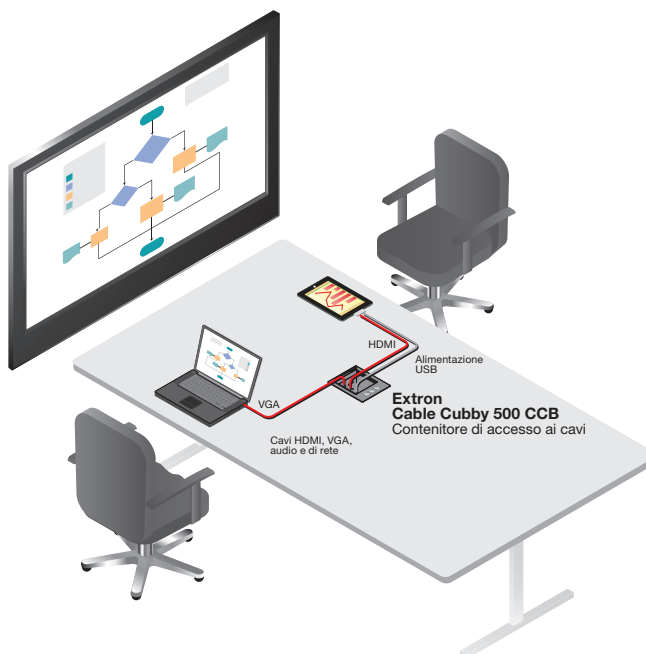 HDMI
Alimentazione
USB
Extron
Cable Cubby 500 CCB
Contenitore di accesso ai cavi
VGA
Cavi HDMI, VGA,
audio e di rete